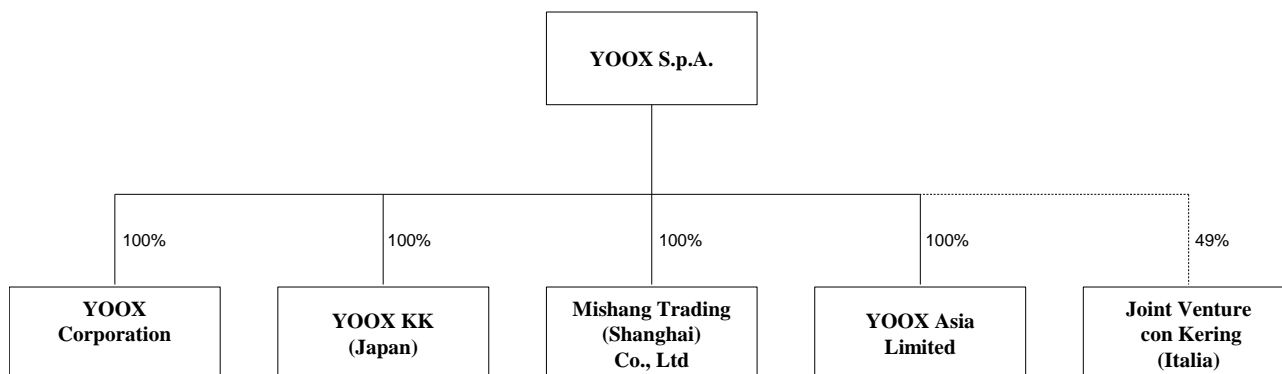 YOOX S.p.A.
100%
100%
100%
100%
49%
YOOX
Corporation
YOOX KK
(Japan)
Mishang Trading
(Shanghai)
Co., Ltd
YOOX Asia
Limited
Joint Venture
con Kering
(Italia)